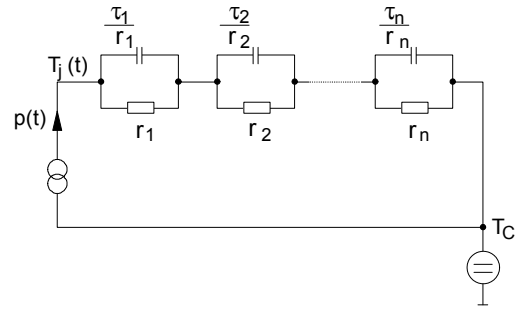 τ1 τ2 τn
r1 r2 rn
Tj(t)
r1 r2 rn
p(t)
TC